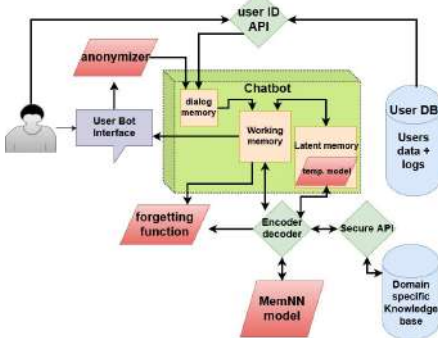 user ID
API
anonymizer
Chatbot
dialog
memory
User DB
Users
data +
logs
User Bot
Interface
Working
memory
Latent memory
temp. model
forgetting
function
Encoder
decoder
Secure API
MemNN
model
Domain
specific
Knowledge
base